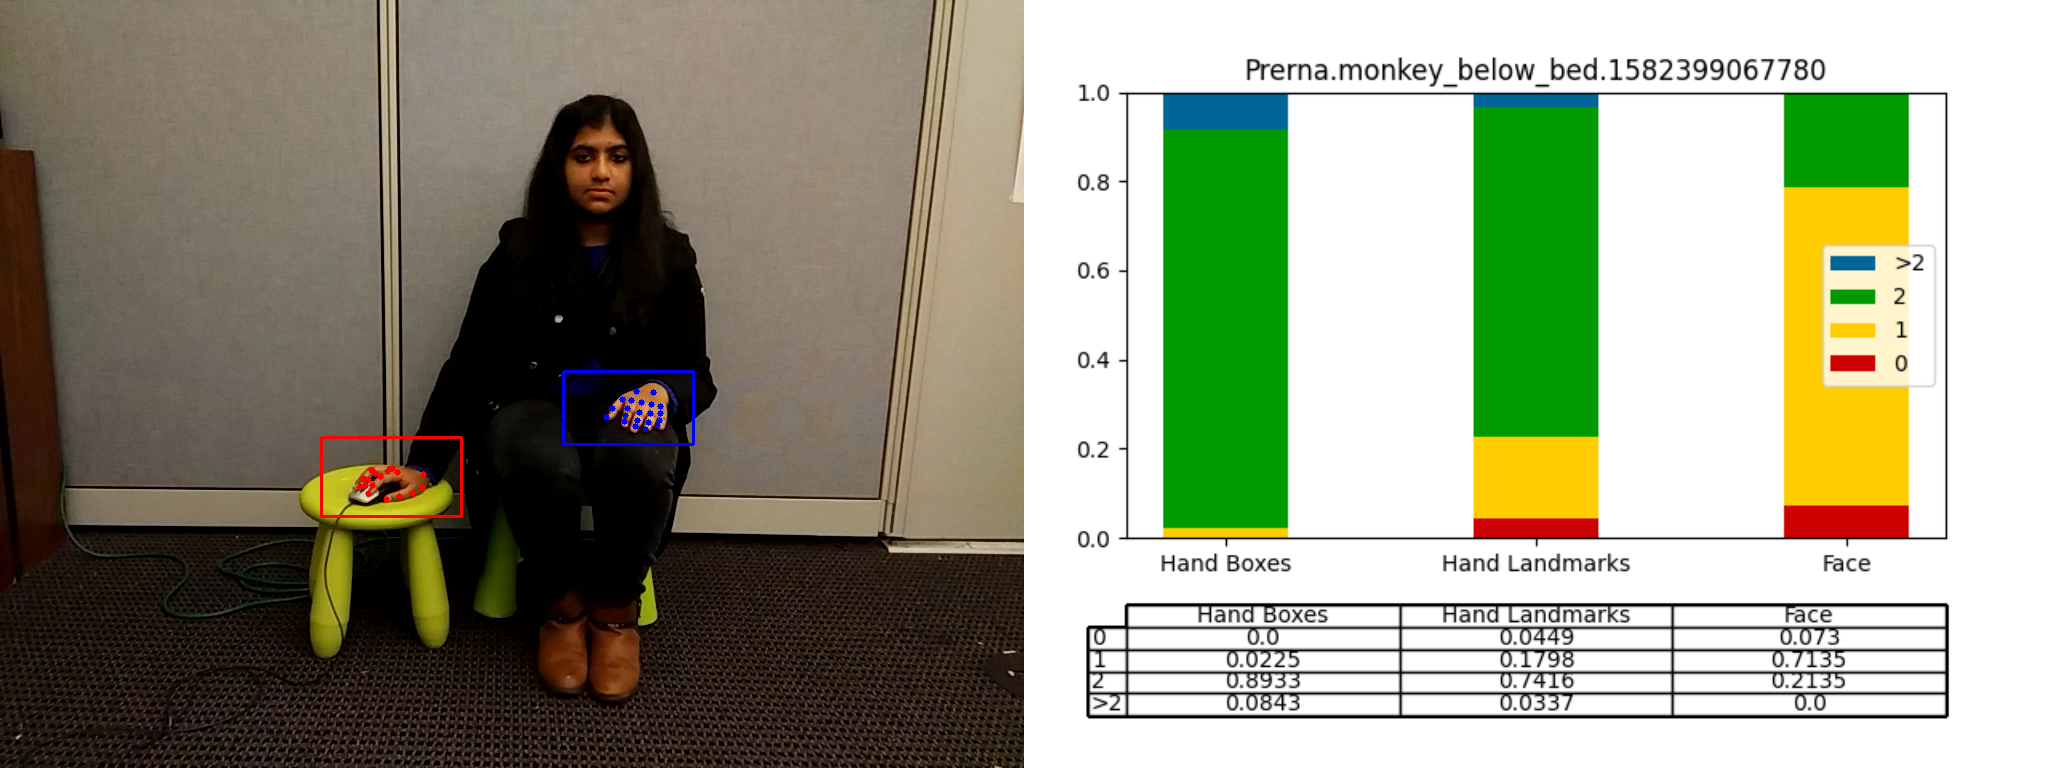 Prerna.monkey_below_bed.1582399067780
1.0
0.8
0.6
0.4
0.2
0.0
>2
2
1
0
Hand Boxes Hand Landmarks Face
Hand Boxes Hand Landmarks Face
0 0.0 0.0449 0.073
1 0.0225 0.1798 0.7135
2 0.8933 0.7416 0.2135
>2 0.0843 0.0337 0.0